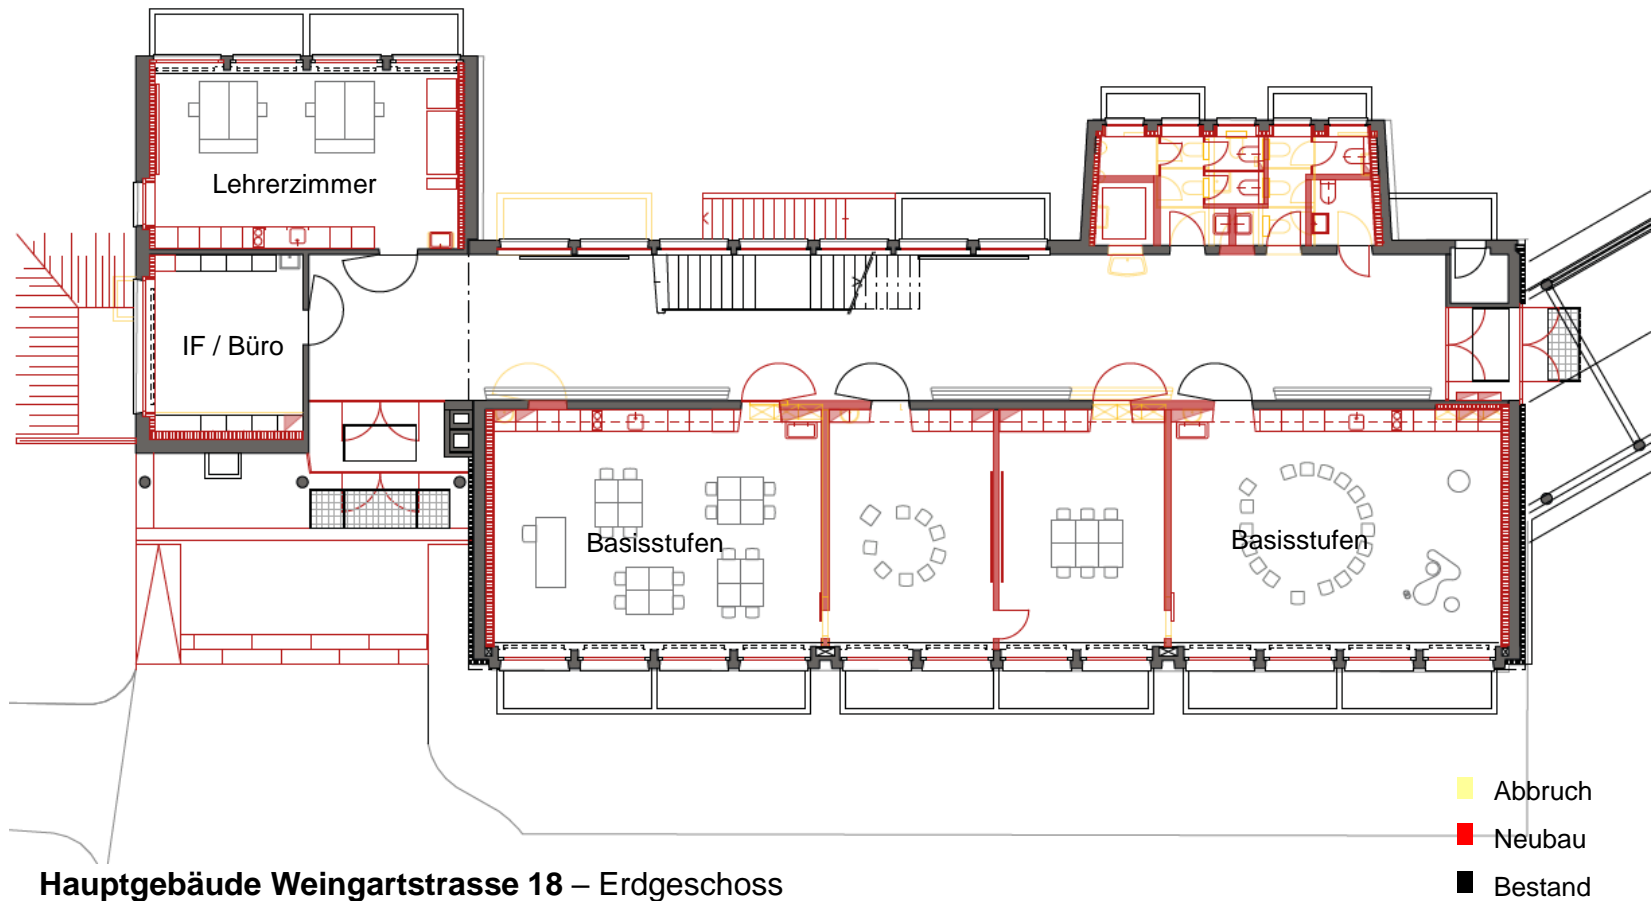 Lehrerzimmer
IF / Büro
Basisstufen
Basisstufen
Abbruch
Neubau
Bestand
Hauptgebäude Weingartstrasse 18 – Erdgeschoss